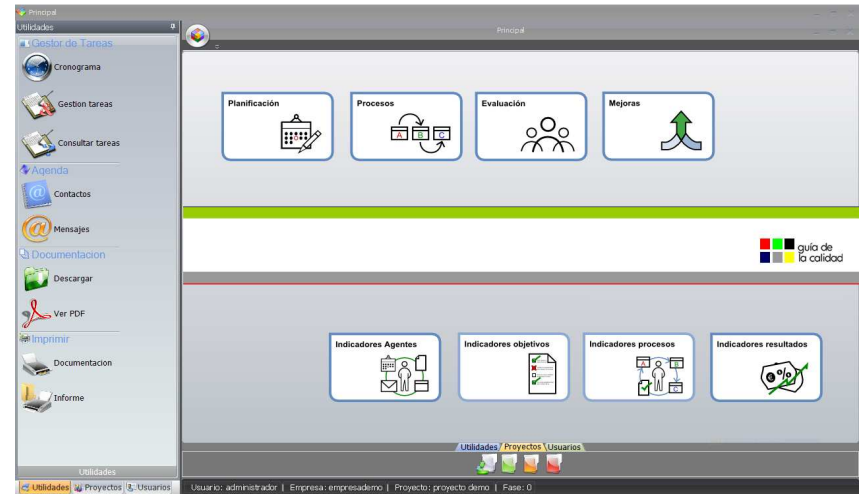 Principal
Utilidades
Gestor de Tareas
Cronograma
Gestion tareas
Consultar tareas
Agenda
Contactos
Mensajes
Documentacion
Descargar
Ver PDF
Imprimir
Documentacion
Informe
Utilidades
Utilidades Proyectos Usuarios
Principal
Planificación
Procesos
A B C
Evaluación
Mejoras
guía de
la calidad
Indicadores Agentes
Indicadores objetivos
Indicadores procesos
A B
C
Indicadores resultados
€%
Utilidades Proyectos Usuarios
Usuario: administrador | Empresa: empresademo | Proyecto: proyecto demo | Fase: 0